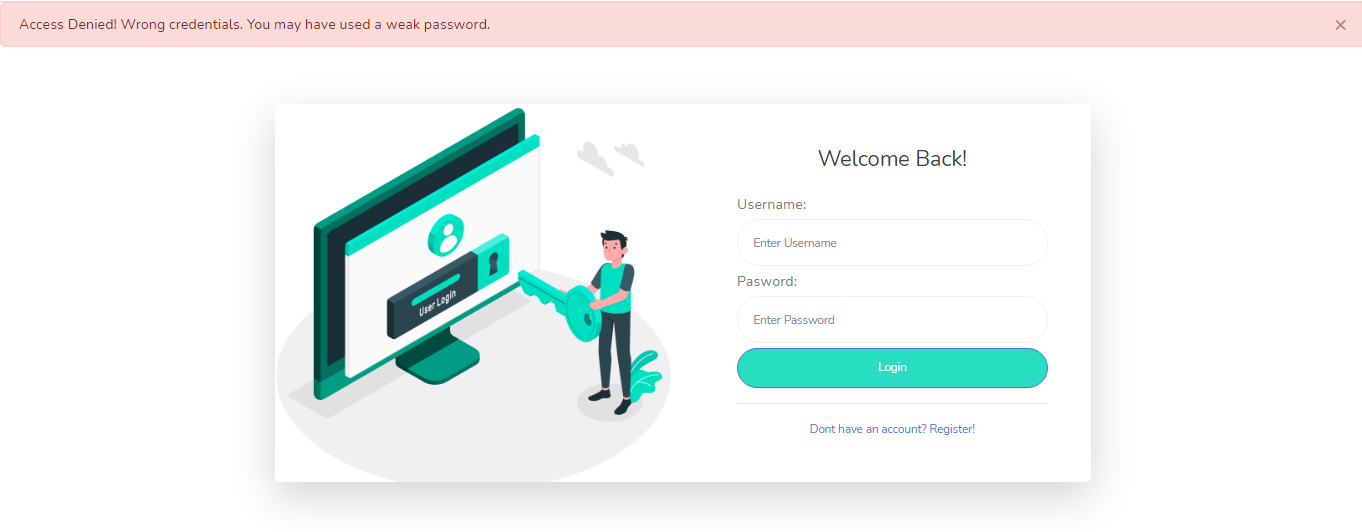 Access Denied! Wrong credentials. You may have used a weak password.
×
Welcome Back!
Username:
Enter Username
Pasword:
Enter Password
Login
Dont have an account? Register!
User Login